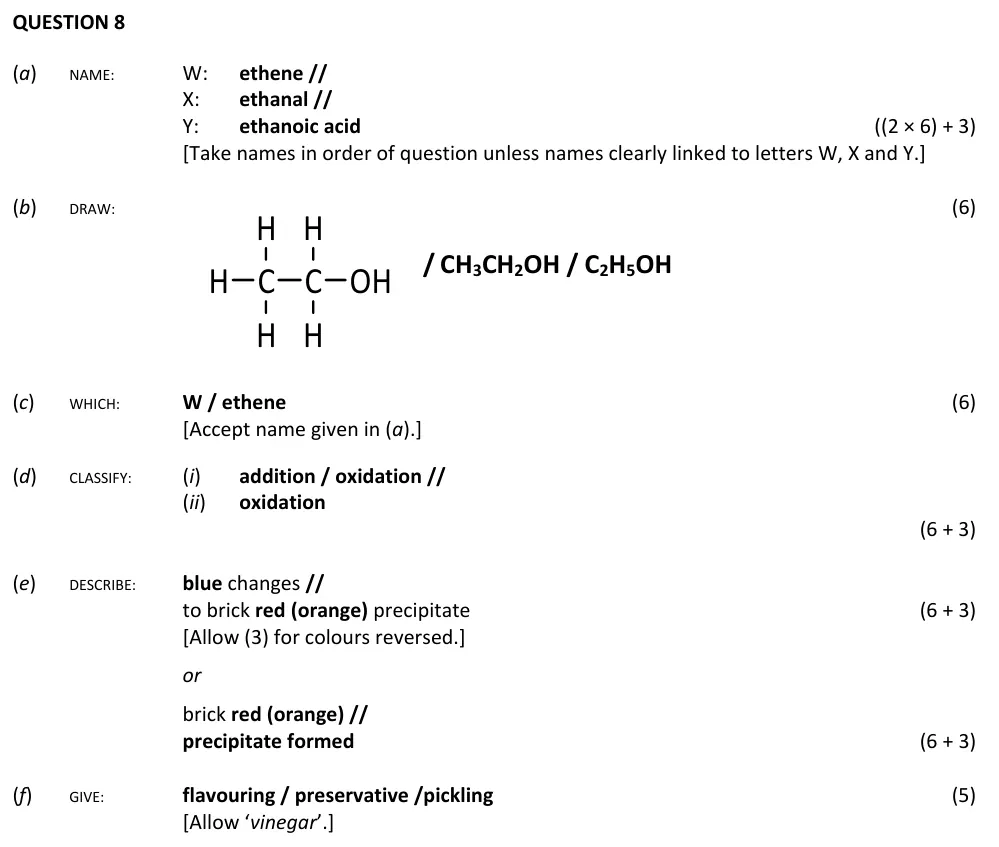 QUESTION 8
(a) NAME: W: ethene //
X: ethanal //
Y: ethanoic acid ((2 × 6) + 3)
[Take names in order of question unless names clearly linked to letters W, X and Y.]
(b) DRAW: (6)
H H
H C C OH / CH₃CH₂OH / C₂H₅OH
H H
(c) WHICH: W / ethene (6)
[Accept name given in (a).]
(d) CLASSIFY: (i) addition / oxidation //
(ii) oxidation
(6 + 3)
(e) DESCRIBE: blue changes //
to brick red (orange) precipitate (6 + 3)
[Allow (3) for colours reversed.]
or
brick red (orange) //
precipitate formed (6 + 3)
(f) GIVE: flavouring / preservative /pickling (5)
[Allow ‘vinegar’.]